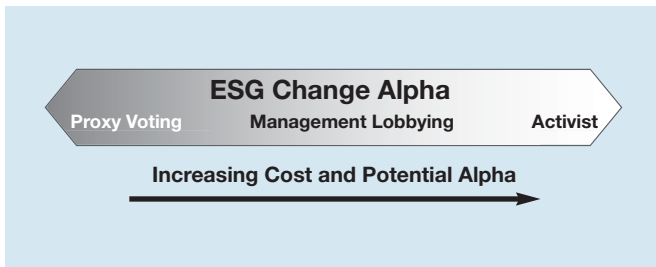 ESG Change Alpha
Proxy Voting Management Lobbying Activist
Increasing Cost and Potential Alpha